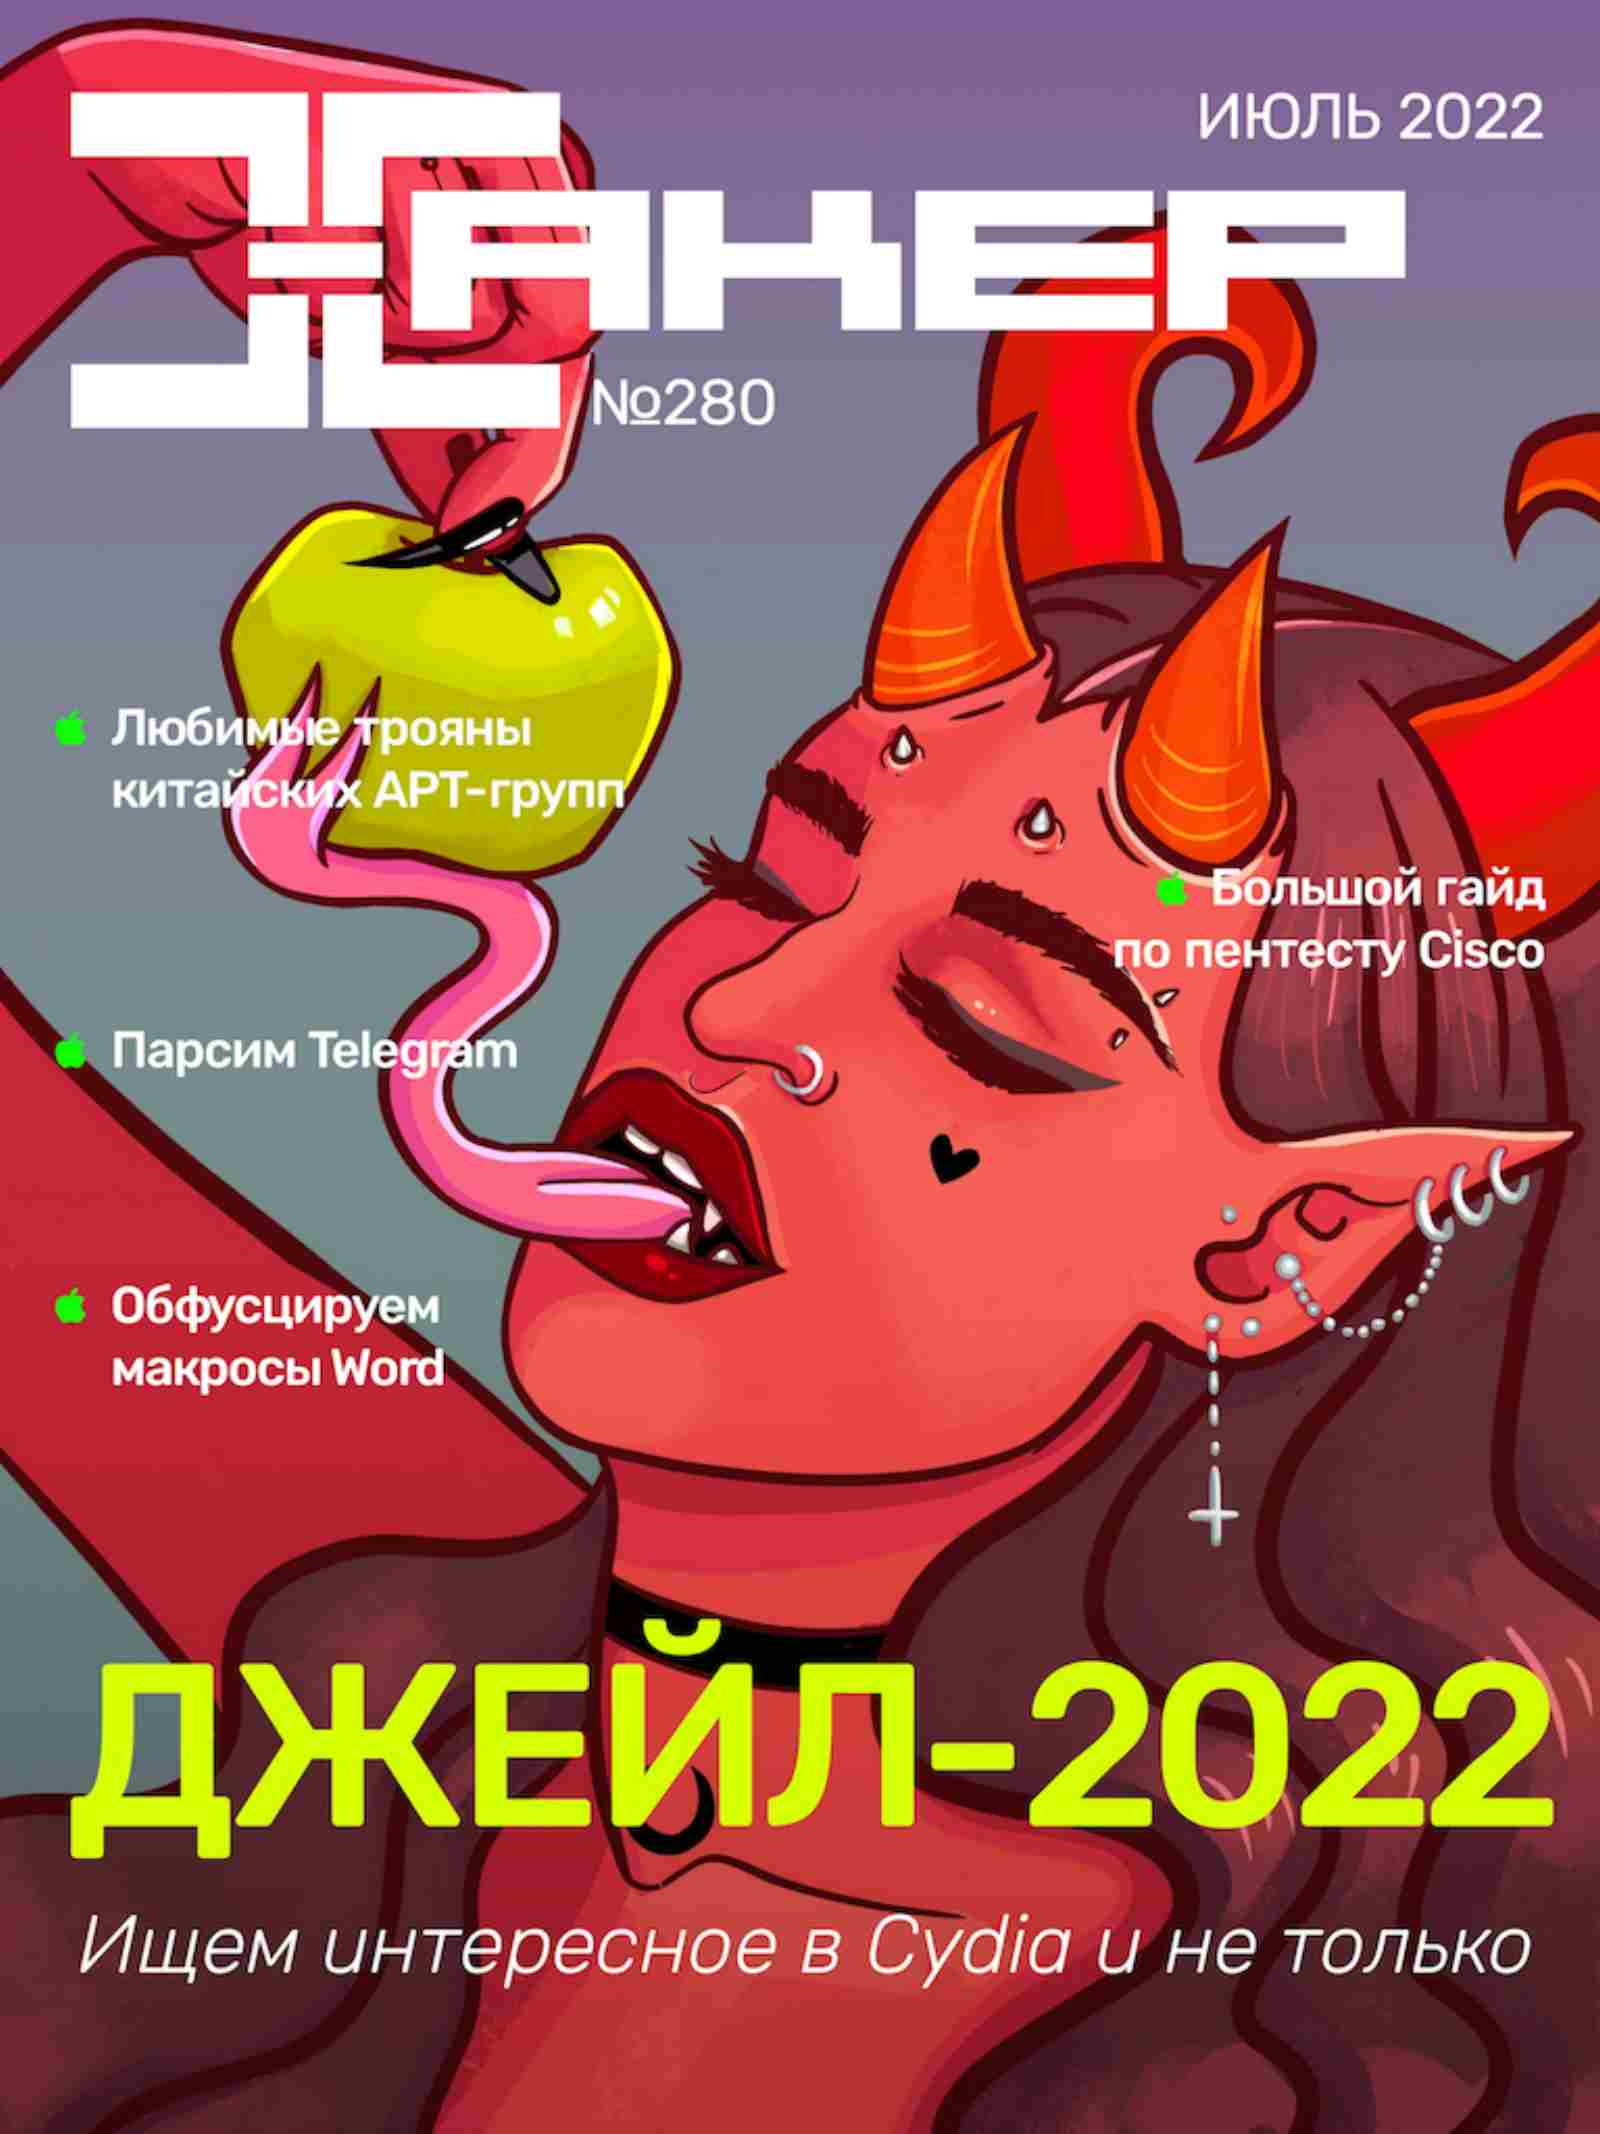 ИЮЛЬ 2022
ХАКЕР
№280
Любимые трояны
китайских APT-групп
Большой гайд
по пентесту Cisco
Парсим Telegram
Обфусцируем
макросы Word
ДЖЕЙЛ-2022
Ищем интересное в Cydia и не только